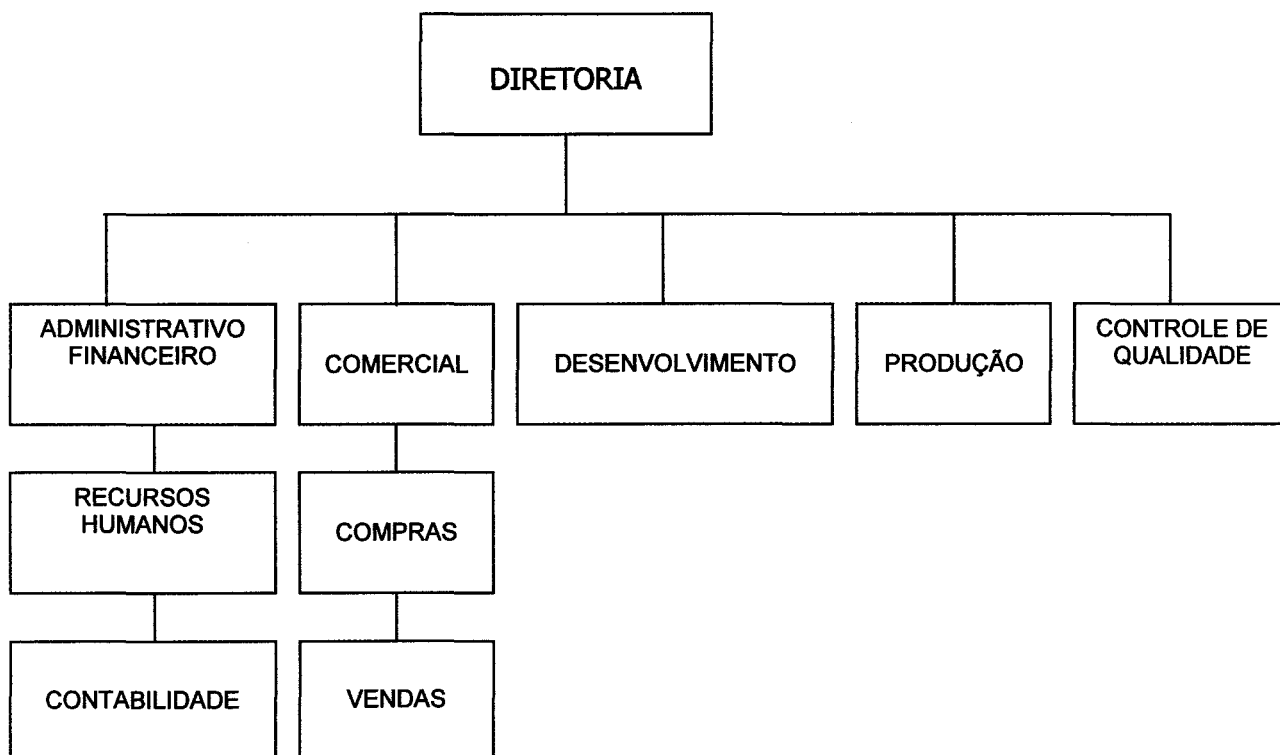 DIRETORIA
ADMINISTRATIVO
FINANCEIRO
COMERCIAL
DESENVOLVIMENTO
PRODUÇÃO
CONTROLE DE
QUALIDADE
RECURSOS
HUMANOS
COMPRAS
CONTABILIDADE
VENDAS